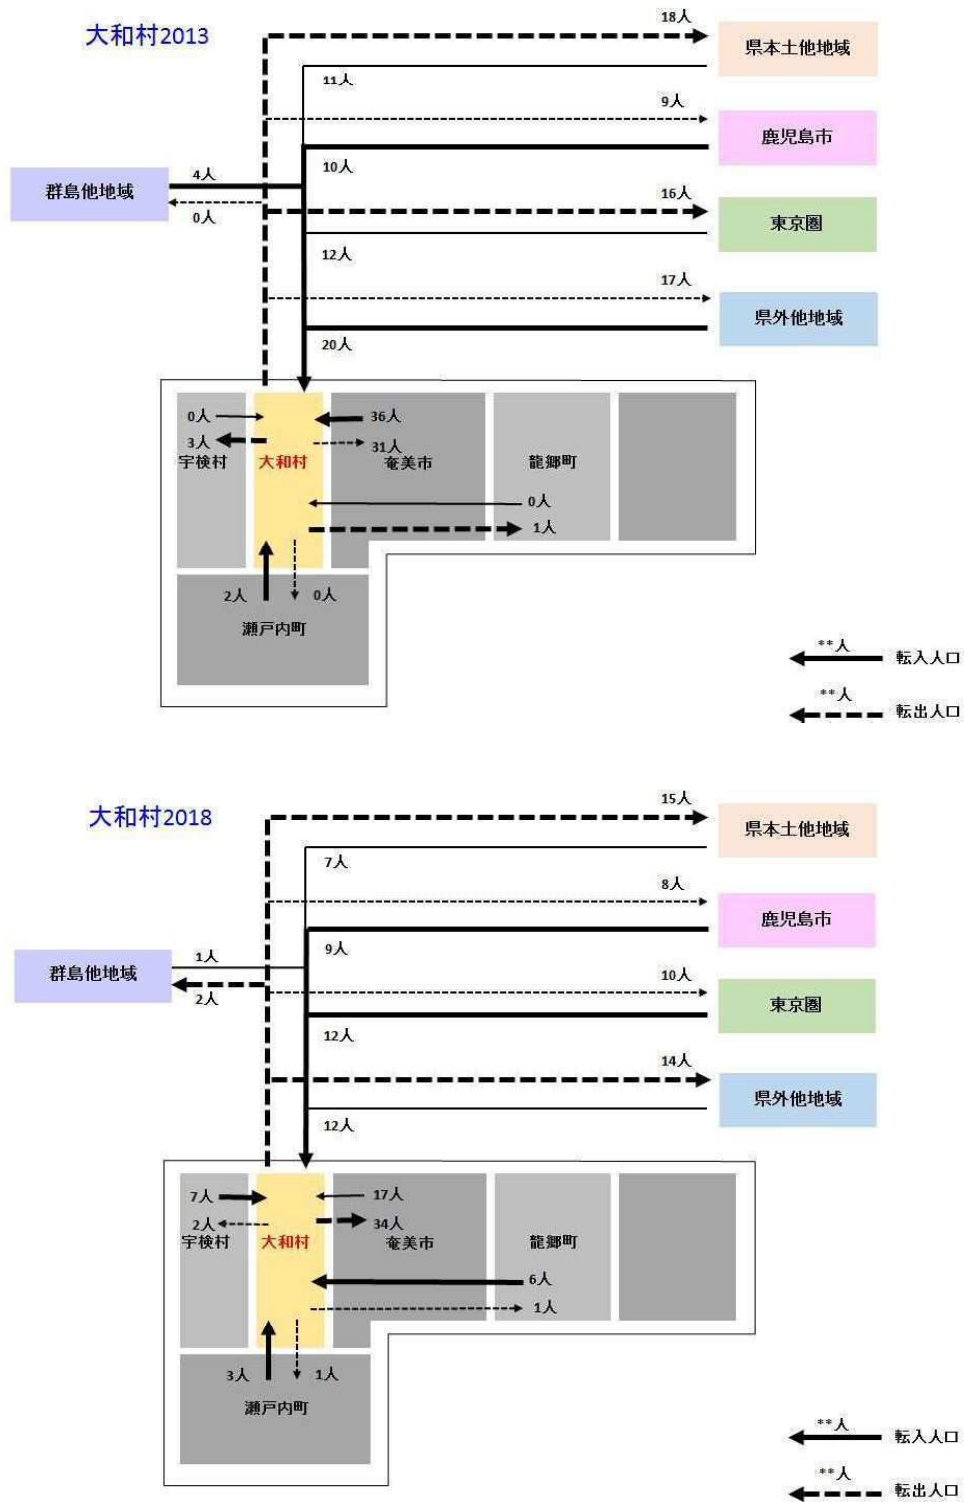 大和村2013
18人
県本土他地域
11人
9人
鹿児島市
10人
4人
群島他地域
0人
16人
東京圏
12人
17人
県外他地域
20人
0人
36人
3人
31人
宇検村
大和村
奄美市
龍郷町
0人
1人
2人
0人
瀬戸内町
**人
転入人口
**人
転出人口
大和村2018
15人
県本土他地域
7人
8人
鹿児島市
9人
1人
群島他地域
2人
10人
東京圏
12人
14人
県外他地域
12人
7人
17人
2人
34人
宇検村
大和村
奄美市
龍郷町
6人
1人
3人
1人
瀬戸内町
**人
転入人口
**人
転出人口